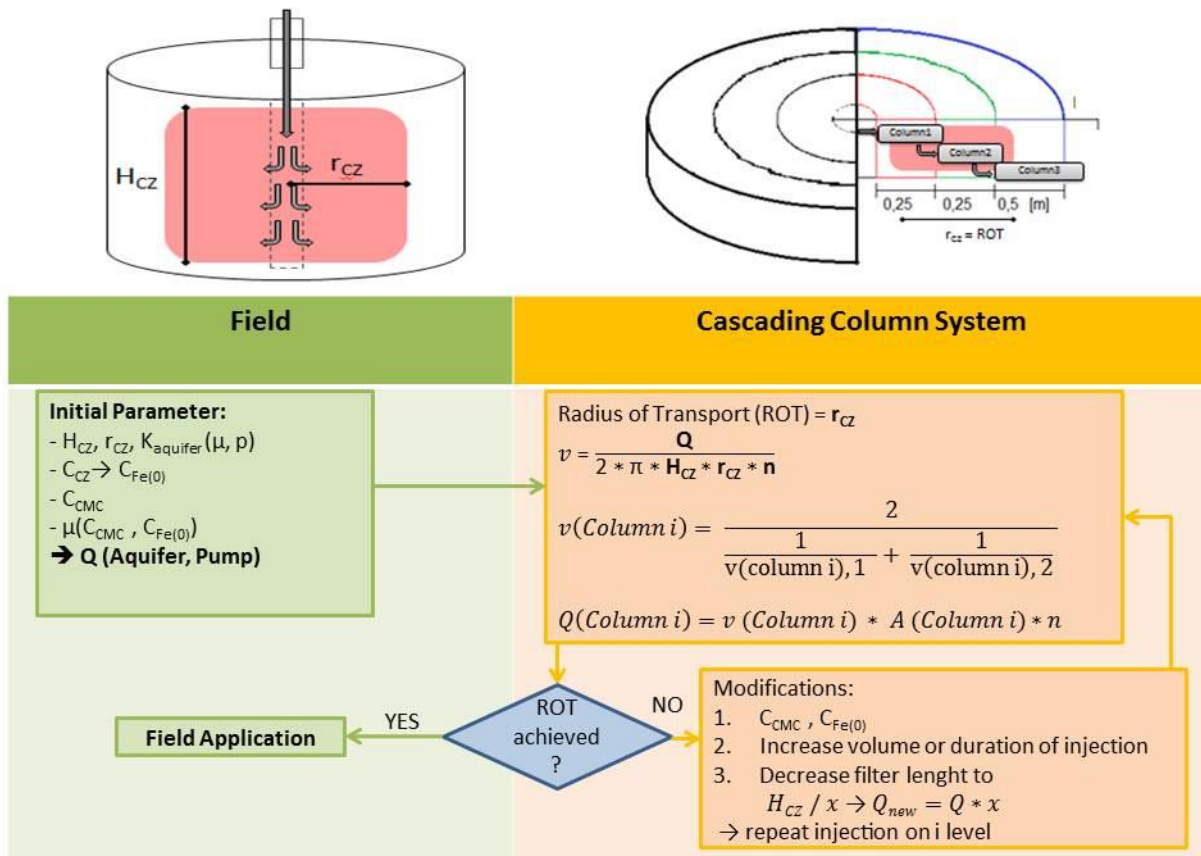 H_CZ
r_CZ
Column1
Column2
Column3
0,25 0,25 0,5 [m]
r_cz = ROT
Field
Cascading Column System
Initial Parameter:
- H_CZ, r_CZ, K_aquifer(μ, p)
- C_CZ → C_Fe(0)
- C_CMC
- μ(C_CMC , C_Fe(0))
➔ Q (Aquifer, Pump)
Radius of Transport (ROT) = r_CZ
v = Q / (2 * π * H_CZ * r_CZ * n)
v(Column i) = 2 / (1 / v(column i),1 + 1 / v(column i),2)
Q(Column i) = v (Column i) * A (Column i) * n
ROT
achieved
?
YES
NO
Field Application
Modifications:
1. C_CMC , C_Fe(0)
2. Increase volume or duration of injection
3. Decrease filter lenght to
H_CZ / x → Q_new = Q * x
→ repeat injection on i level